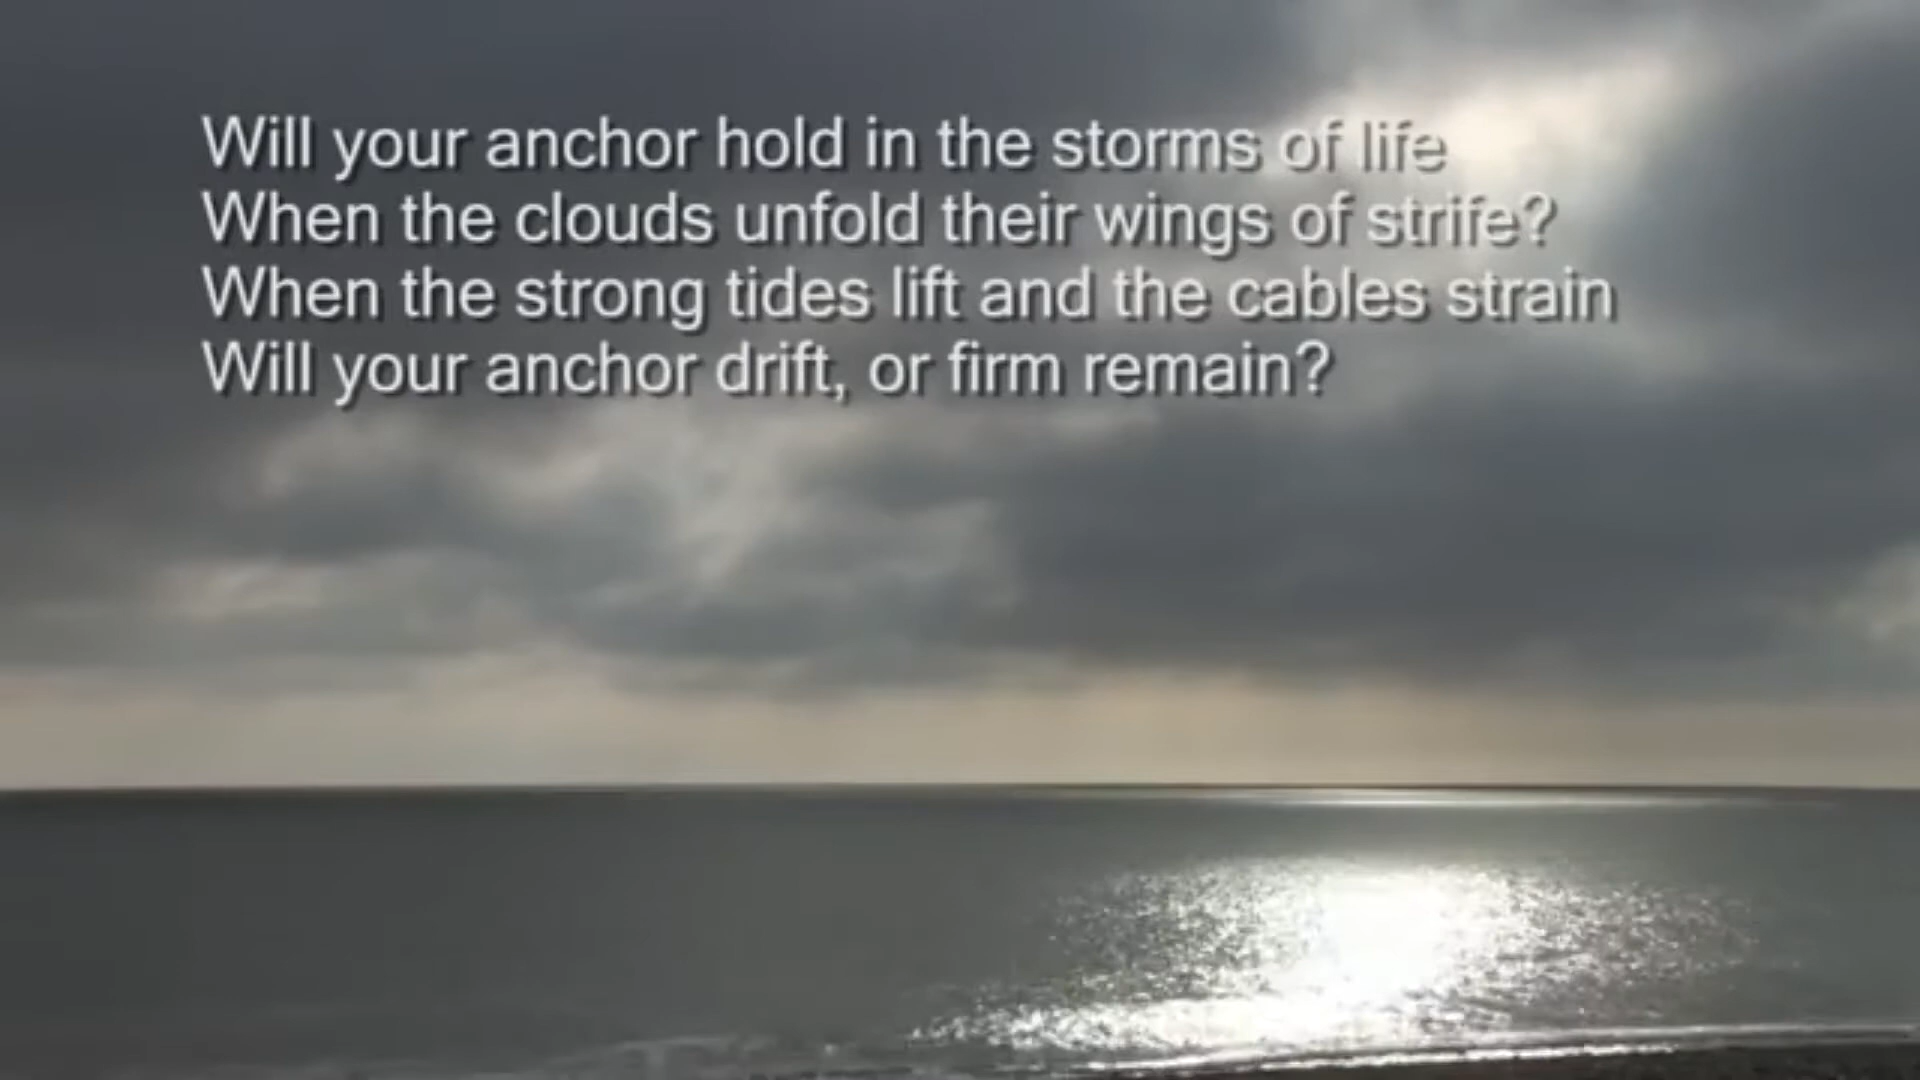 Will your anchor hold in the storms of life
When the clouds unfold their wings of strife?
When the strong tides lift and the cables strain
Will your anchor drift, or firm remain?